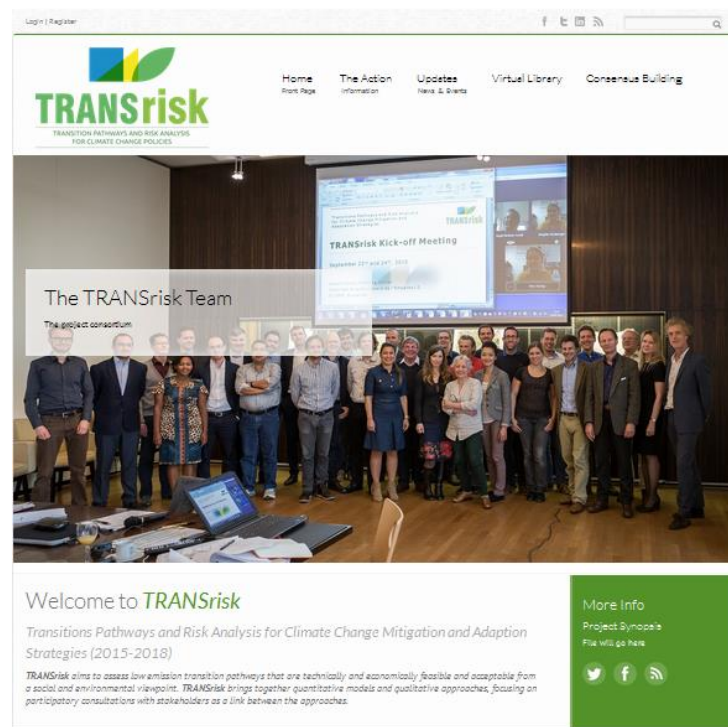 Login | Register
TRANSrisk
TRANSITION PATHWAYS AND RISK ANALYSIS
FOR CLIMATE CHANGE POLICIES
Home
Front Page
The Action
Information
Updates
News & Events
Virtual Library
Consensus Building
TRANSrisk
TRANSrisk Kick-off Meeting
The TRANSrisk Team
The project consortium
Welcome to TRANSrisk
Transitions Pathways and Risk Analysis for Climate Change Mitigation and Adaption
Strategies (2015-2018)
TRANSrisk aims to assess low emission transition pathways that are technically and economically feasible and acceptable from
a social and environmental viewpoint. TRANSrisk brings together quantitative models and qualitative approaches, focusing on
participatory consultations with stakeholders as a link between the approaches.
More Info
Project Synopsis
File will go here